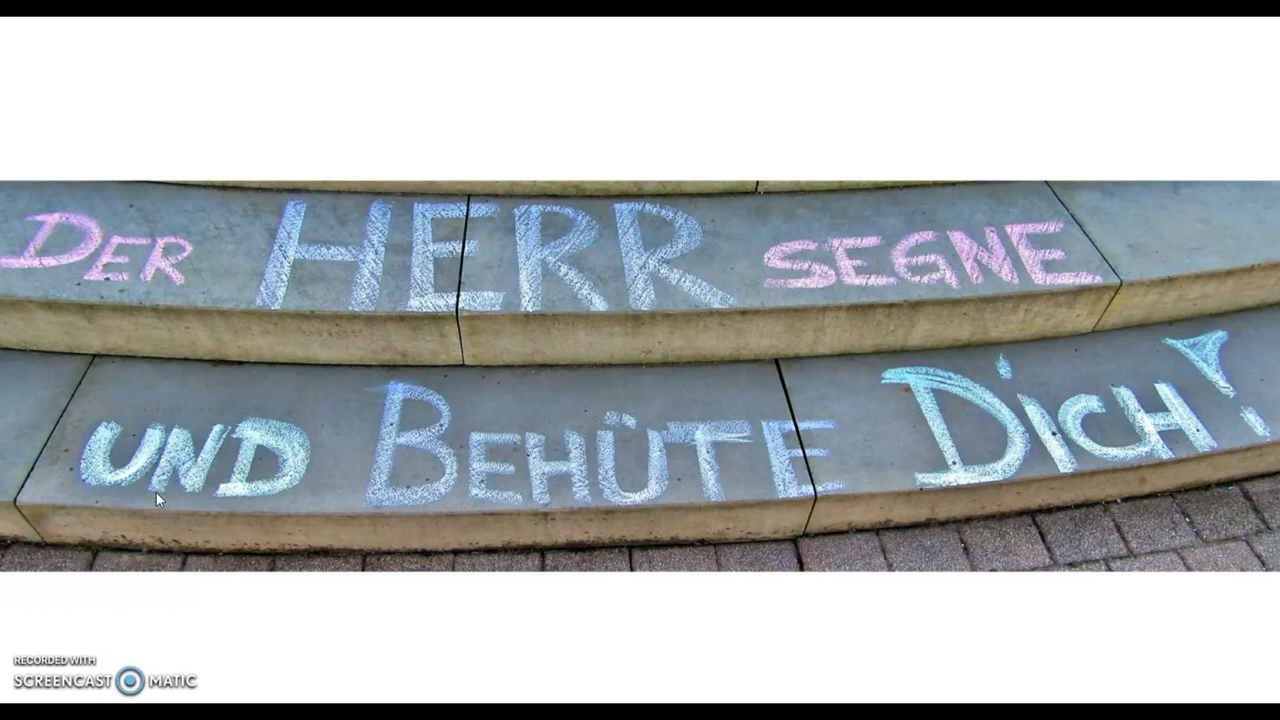 DER HERR SEGNE
UND BEHÜTE DICH!
RECORDED WITH
SCREENCAST MATIC